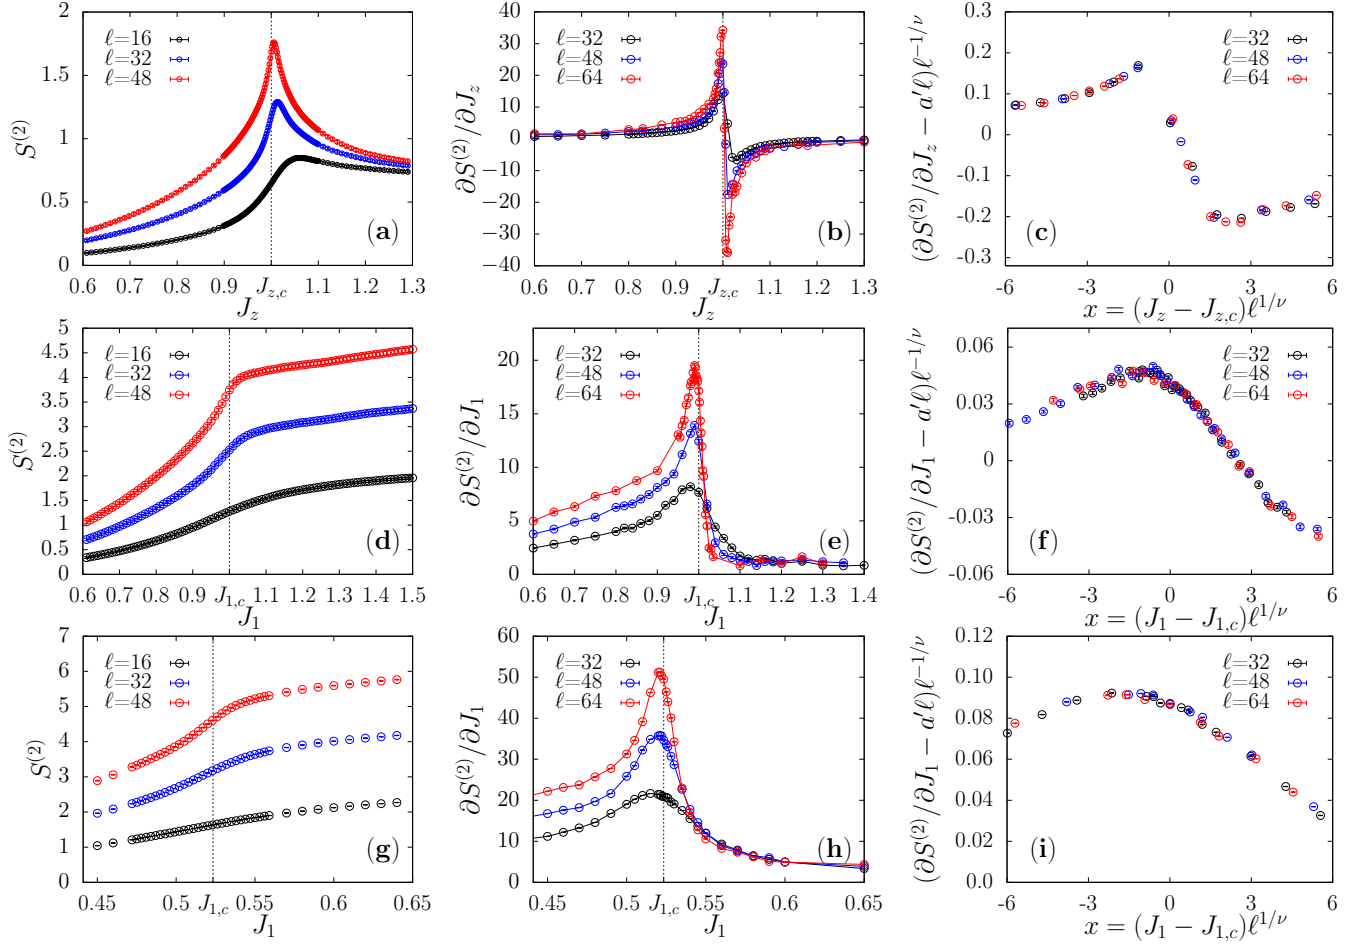 S^(2)
2
1.5
1
0.5
0
ℓ=16
ℓ=32
ℓ=48
(a)
0.6 0.7 0.8 0.9 J_z,c 1.1 1.2 1.3
J_z
∂S^(2)/∂J_z
40
30
20
10
0
−10
−20
−30
−40
ℓ=32
ℓ=48
ℓ=64
(b)
0.6 0.7 0.8 0.9 J_z,c 1.1 1.2 1.3
J_z
(∂S^(2)/∂J_z − a′ℓ)ℓ^−1/ν
0.3
0.2
0.1
0
-0.1
-0.2
-0.3
ℓ=32
ℓ=48
ℓ=64
(c)
-6 -3 0 3 6
x = (J_z − J_z,c)ℓ^1/ν
S^(2)
5
4.5
4
3.5
3
2.5
2
1.5
1
0.5
0
ℓ=16
ℓ=32
ℓ=48
(d)
0.6 0.7 0.8 0.9 J_1,c 1.1 1.2 1.3 1.4 1.5
J_1
∂S^(2)/∂J_1
20
15
10
5
0
ℓ=32
ℓ=48
ℓ=64
(e)
0.6 0.7 0.8 0.9 J_1,c 1.1 1.2 1.3 1.4
J_1
(∂S^(2)/∂J_1 − a′ℓ)ℓ^−1/ν
0.06
0.03
0
-0.03
-0.06
ℓ=32
ℓ=48
ℓ=64
(f)
-6 -3 0 3 6
x = (J_1 − J_1,c)ℓ^1/ν
S^(2)
7
6
5
4
3
2
1
0
ℓ=16
ℓ=32
ℓ=48
(g)
0.45 0.5 J_1,c 0.55 0.6 0.65
J_1
∂S^(2)/∂J_1
60
50
40
30
20
10
0
ℓ=32
ℓ=48
ℓ=64
(h)
0.45 0.5 J_1,c 0.55 0.6 0.65
J_1
(∂S^(2)/∂J_1 − a′ℓ)ℓ^−1/ν
0.12
0.10
0.08
0.06
0.04
0.02
0.0
ℓ=32
ℓ=48
ℓ=64
(i)
-6 -3 0 3 6
x = (J_1 − J_1,c)ℓ^1/ν